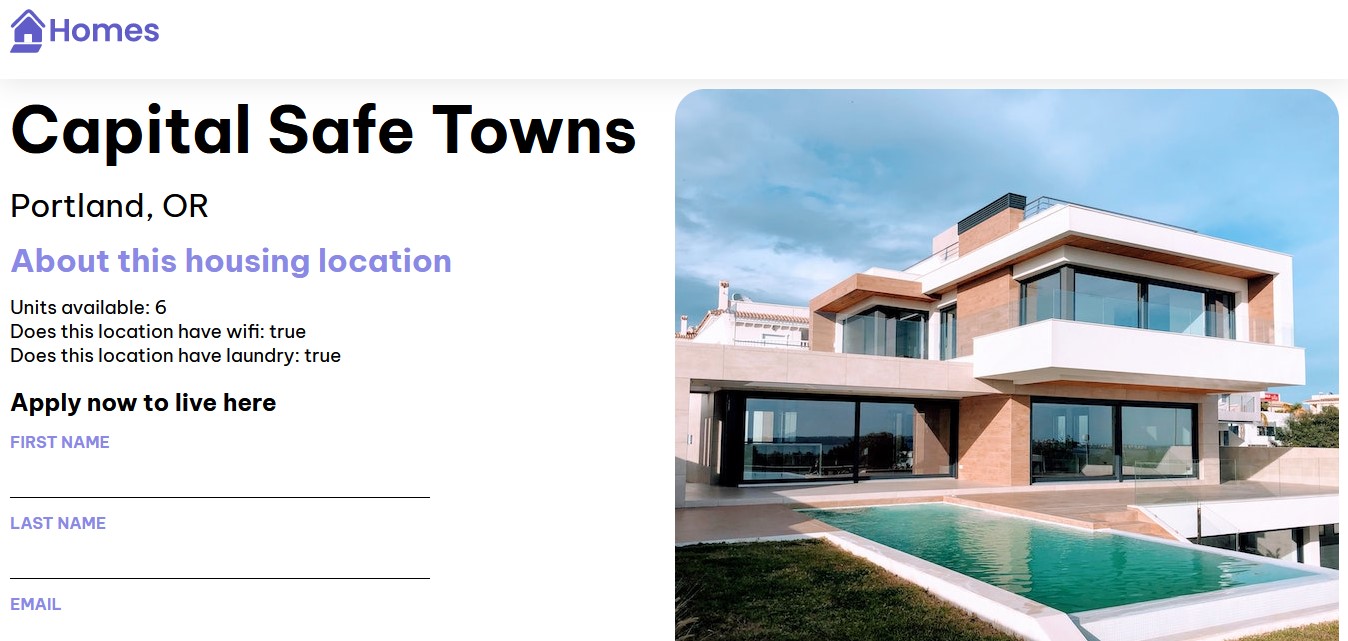 Homes
Capital Safe Towns
Portland, OR
About this housing location
Units available: 6
Does this location have wifi: true
Does this location have laundry: true
Apply now to live here
FIRST NAME
LAST NAME
EMAIL